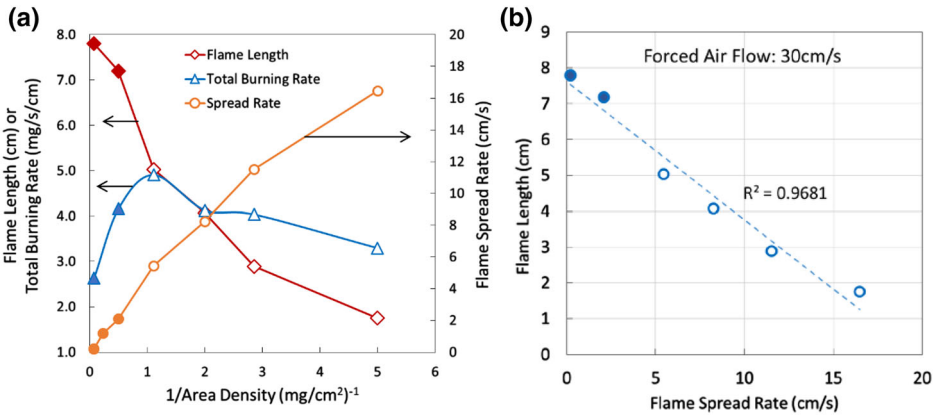 (a)
8.0
7.0
6.0
5.0
4.0
3.0
2.0
1.0
Flame Length (cm) or
Total Burning Rate (mg/s/cm)
Flame Length
Total Burning Rate
Spread Rate
20
18
16
14
12
10
8
6
4
2
0
Flame Spread Rate (cm/s)
0 1 2 3 4 5 6
1/Area Density (mg/cm²)⁻¹
(b)
9
8
7
6
5
4
3
2
1
0
Flame Length (cm)
Forced Air Flow: 30cm/s
R² = 0.9681
0 5 10 15 20
Flame Spread Rate (cm/s)